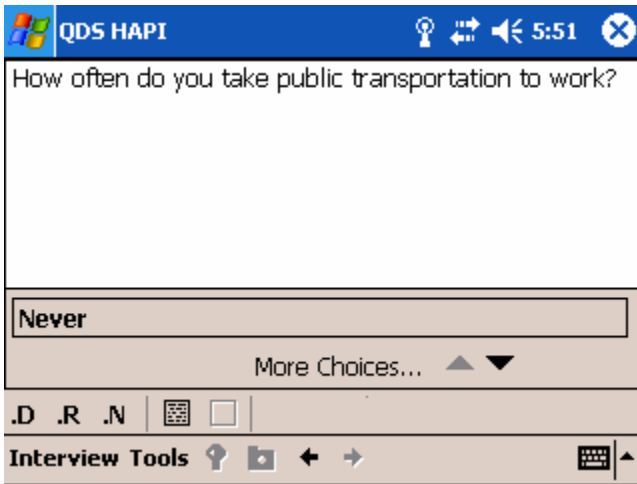 QDS HAPI 5:51
How often do you take public transportation to work?
Never
More Choices...
.D .R .N
Interview Tools